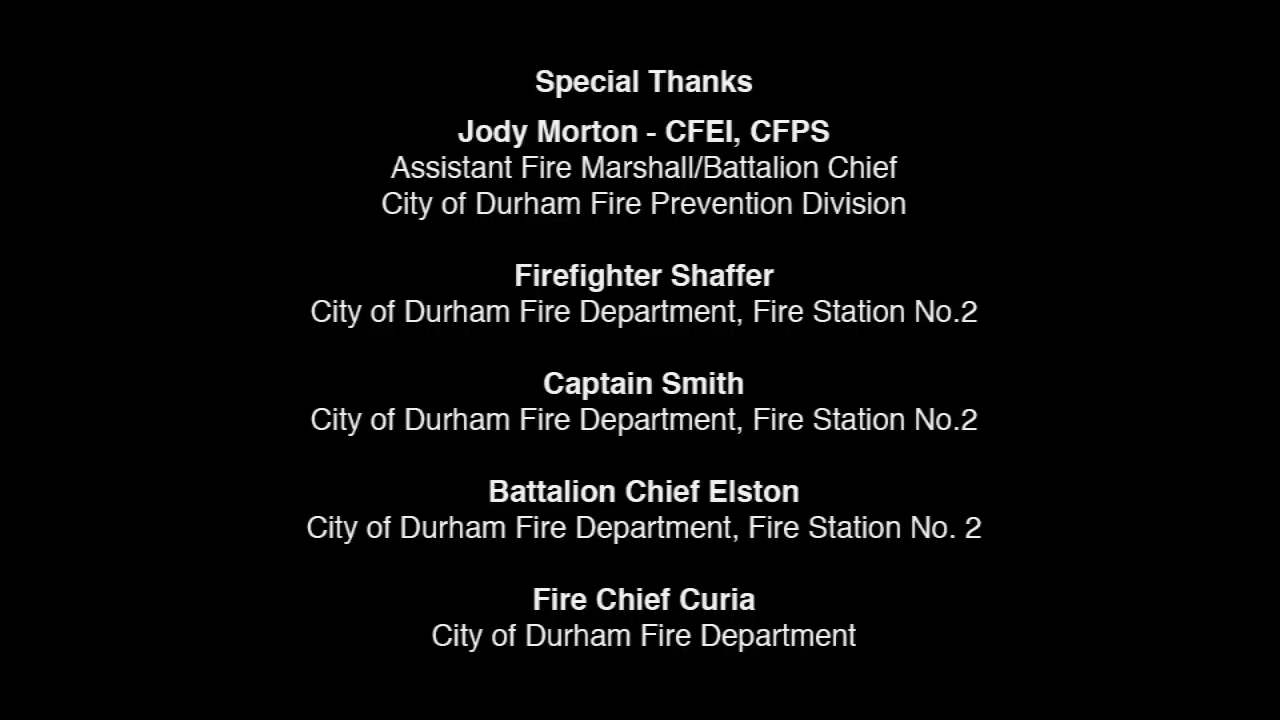 Special Thanks
Jody Morton - CFEI, CFPS
Assistant Fire Marshall/Battalion Chief
City of Durham Fire Prevention Division
Firefighter Shaffer
City of Durham Fire Department, Fire Station No.2
Captain Smith
City of Durham Fire Department, Fire Station No.2
Battalion Chief Elston
City of Durham Fire Department, Fire Station No. 2
Fire Chief Curia
City of Durham Fire Department